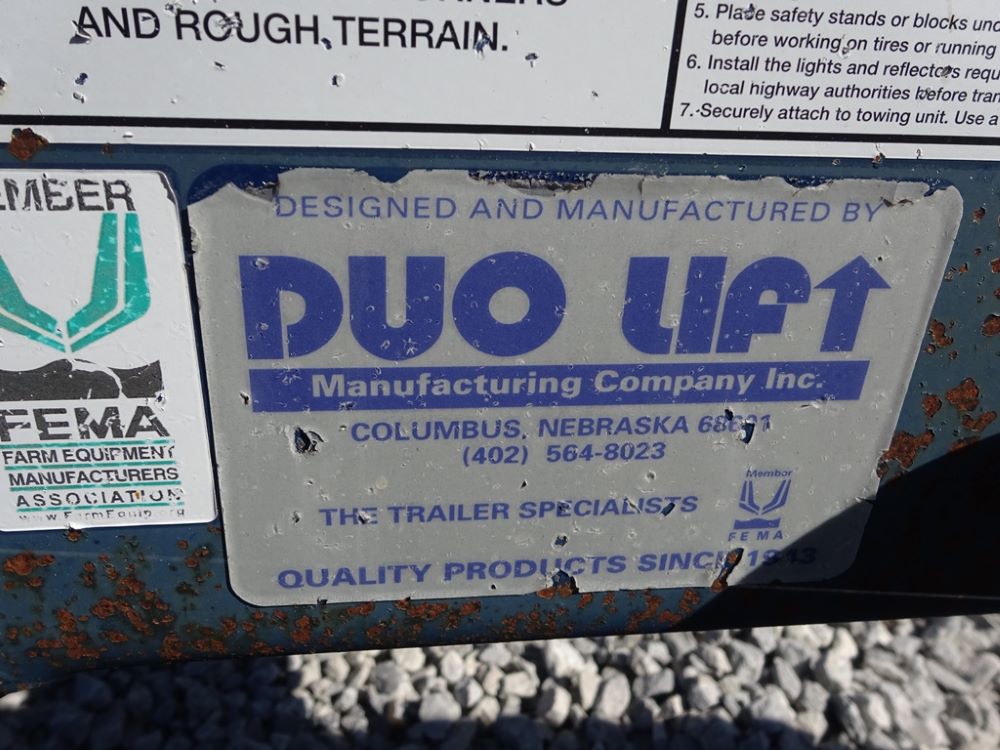 AND ROUGH TERRAIN.
5. Place safety stands or blocks
before working on tires or running
6. Install the lights and reflectors
local highway authorities before
7. Securely attach to towing unit. Use a
MEMBER
FEMA
FARM EQUIPMENT
MANUFACTURERS
ASSOCIATION
DESIGNED AND MANUFACTURED BY
DUO LIFT
Manufacturing Company Inc.
COLUMBUS, NEBRASKA
(402) 564-8023
THE TRAILER SPECIALISTS
Member
FEMA
QUALITY PRODUCTS SINCE 1943